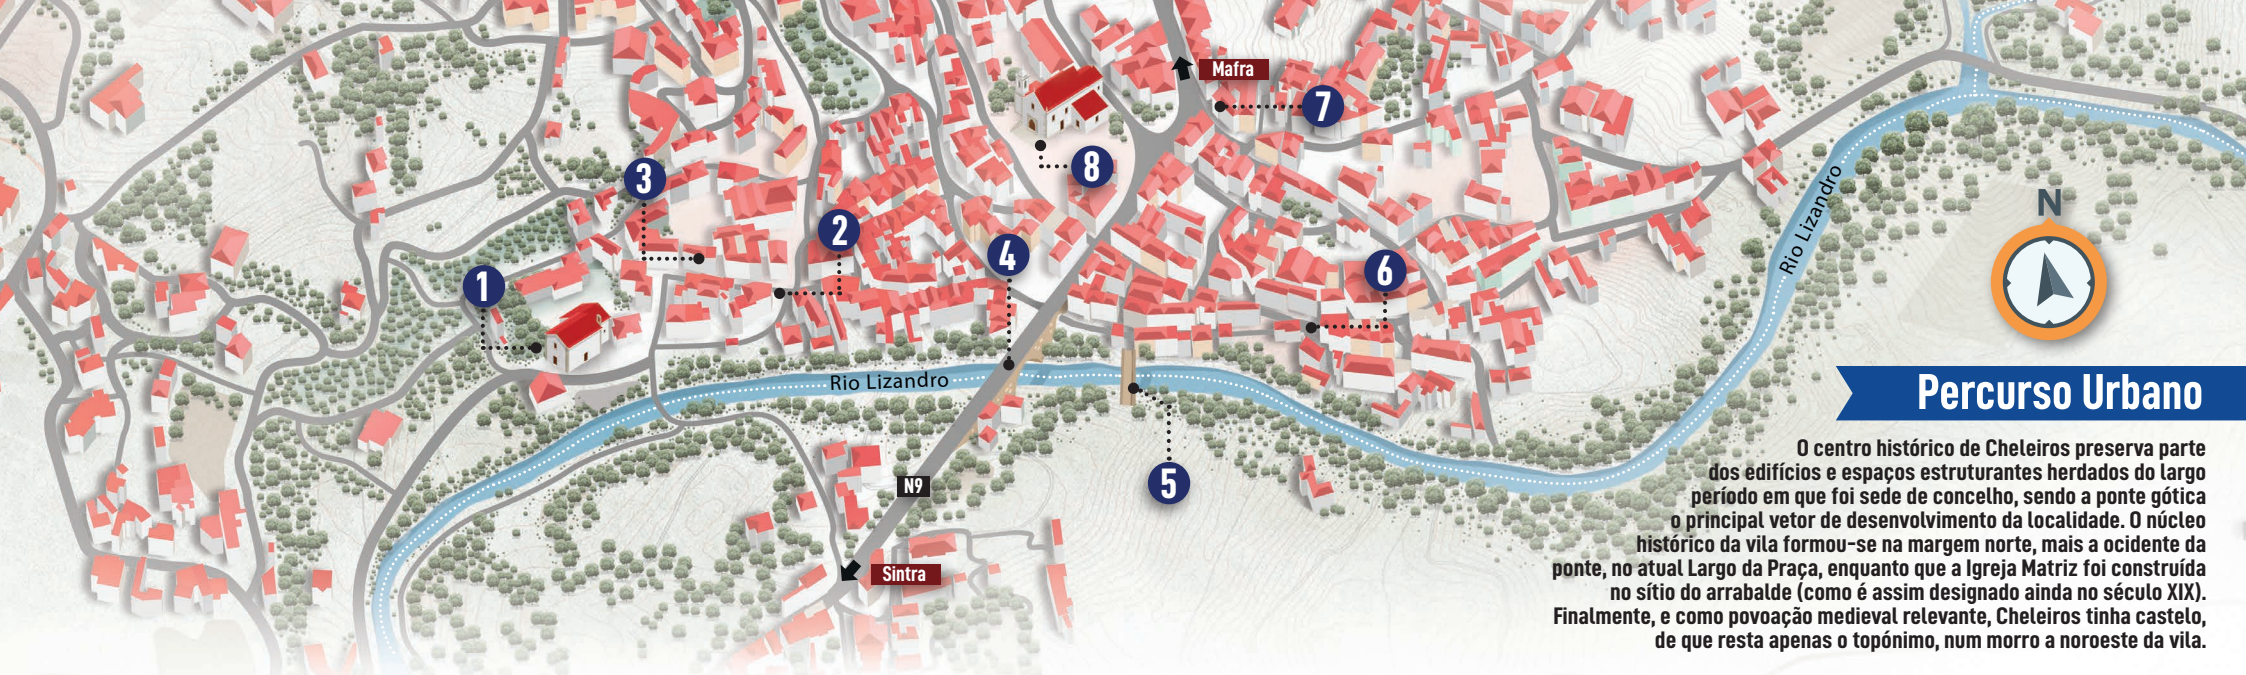 Mafra
7
8
3
2
4
6
1
Rio Lizandro
N
Rio Lizandro
5
N9
Sintra
Percurso Urbano
O centro histórico de Cheleiros preserva parte
dos edifícios e espaços estruturantes herdados do largo
período em que foi sede de concelho, sendo a ponte gótica
o principal vetor de desenvolvimento da localidade. O núcleo
histórico da vila formou-se na margem norte, mais a ocidente da
ponte, no atual Largo da Praça, enquanto que a Igreja Matriz foi construída
no sítio do arrabalde (como é assim designado ainda no século XIX).
Finalmente, e como povoação medieval relevante, Cheleiros tinha castelo,
de que resta apenas o topónimo, num morro a noroeste da vila.